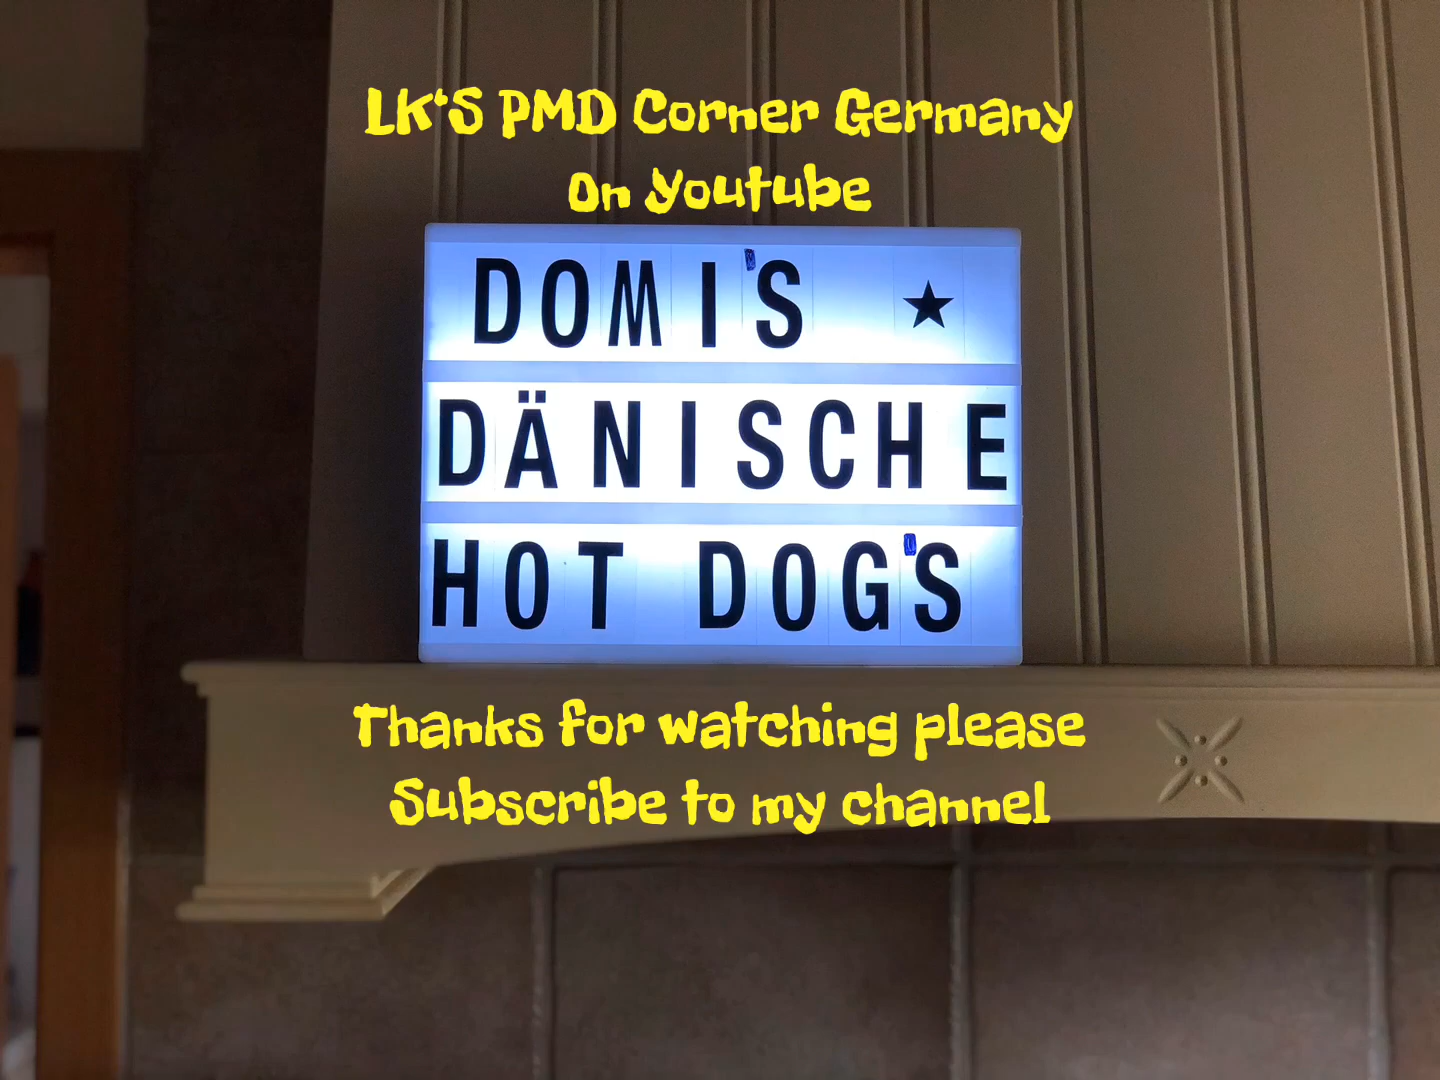 LK'S PMD Corner Germany
On Youtube
DOMI'S ★
DÄNISCHE
HOT DOG'S
Thanks for watching please
Subscribe to my channel